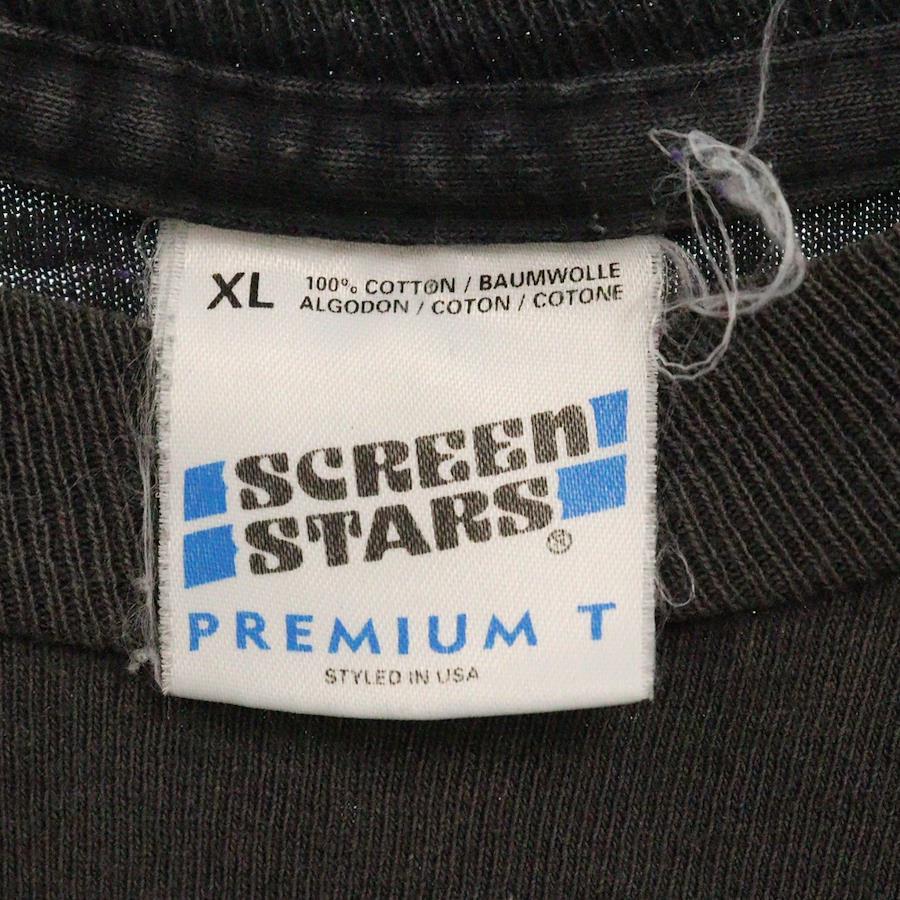 XL
100% COTTON / BAUMWOLLE
ALGODON / COTON / COTONE
SCREEN
STARS ®
PREMIUM T
STYLED IN USA